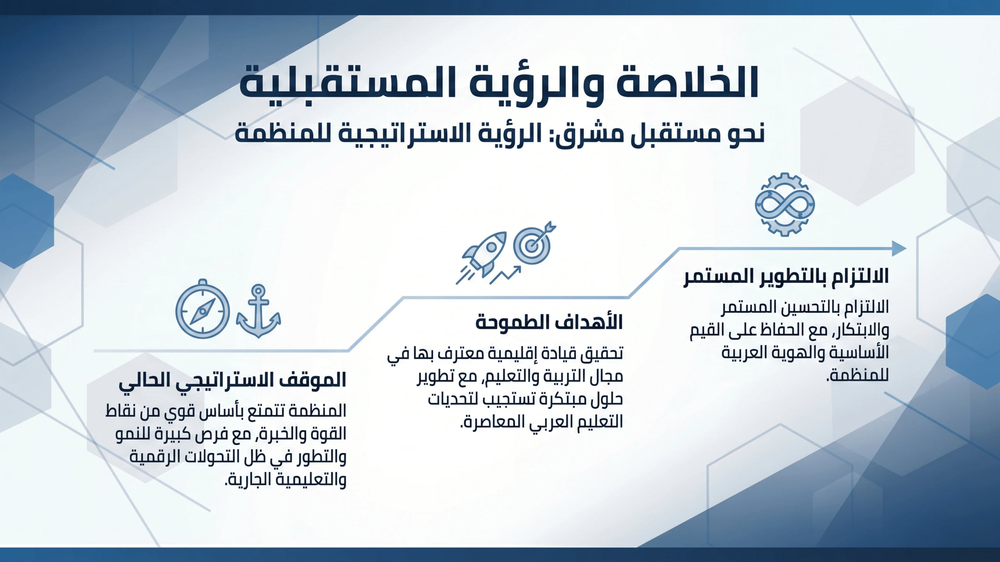 الخلاصة والرؤية المستقبلية
نحو مستقبل مشرق: الرؤية الاستراتيجية للمنظمة
الموقف الاستراتيجي الحالي
المنظمة تتمتع بأساس قوي من نقاط
القوة والخبرة, مع فرص كبيرة للنمو
والتطور في ظل التحولات الرقمية
والتعليمية الجارية.
الأهداف الطموحة
تحقيق قيادة إقليمية معترف بها في
مجال التربية والتعليم, مع تطوير
حلول مبتكرة تستجيب لتحديات
التعليم العربي المعاصرة.
الالتزام بالتطوير المستمر
الالتزام بالتحسين المستمر
والابتكار, مع الحفاظ على القيم
الأساسية والهوية العربية
للمنظمة.